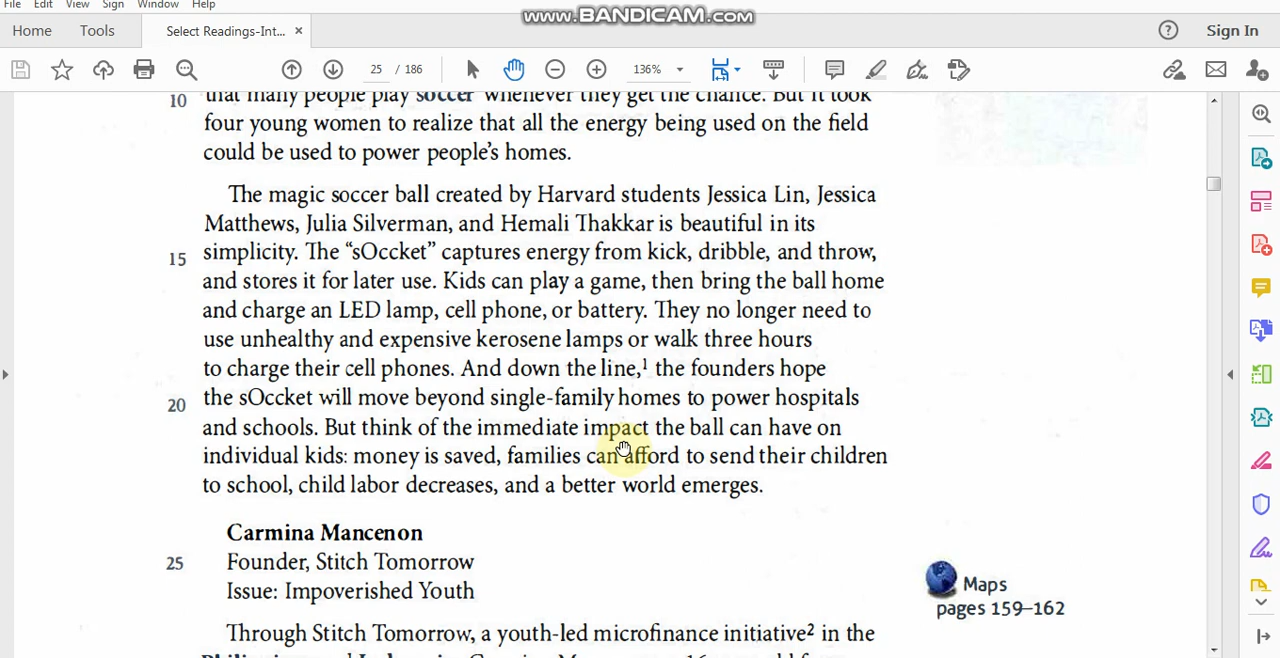 File Edit View Sign Window Help
www.BANDICAM.com
Home Tools Select Readings-Int... × Sign In
25 / 186 136%
10 that many people play soccer whenever they get the chance. But it took
four young women to realize that all the energy being used on the field
could be used to power people's homes.
The magic soccer ball created by Harvard students Jessica Lin, Jessica
Matthews, Julia Silverman, and Hemali Thakkar is beautiful in its
15 simplicity. The “sOccket” captures energy from kick, dribble, and throw,
and stores it for later use. Kids can play a game, then bring the ball home
and charge an LED lamp, cell phone, or battery. They no longer need to
use unhealthy and expensive kerosene lamps or walk three hours
to charge their cell phones. And down the line,¹ the founders hope
20 the sOccket will move beyond single-family homes to power hospitals
and schools. But think of the immediate impact the ball can have on
individual kids: money is saved, families can afford to send their children
to school, child labor decreases, and a better world emerges.
Carmina Mancenon
25 Founder, Stitch Tomorrow
Issue: Impoverished Youth
Maps
pages 159–162
Through Stitch Tomorrow, a youth-led microfinance initiative² in the